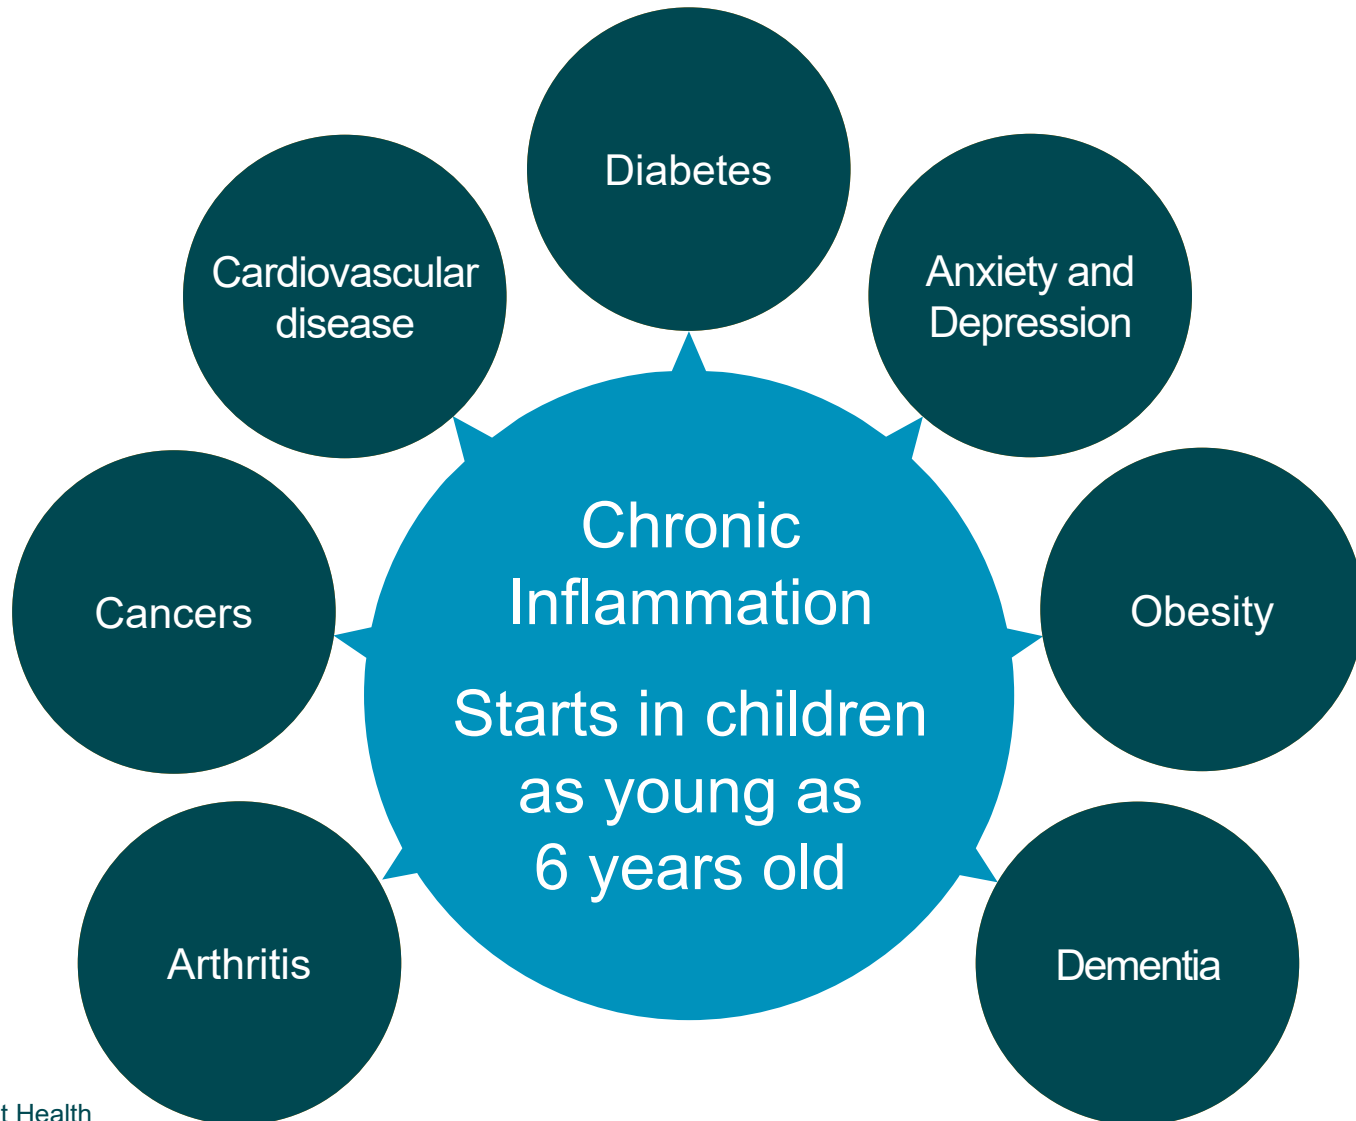 Diabetes
Cardiovascular
disease
Anxiety and
Depression
Chronic
Inflammation
Starts in children
as young as
6 years old
Cancers
Obesity
Arthritis
Dementia
t Health